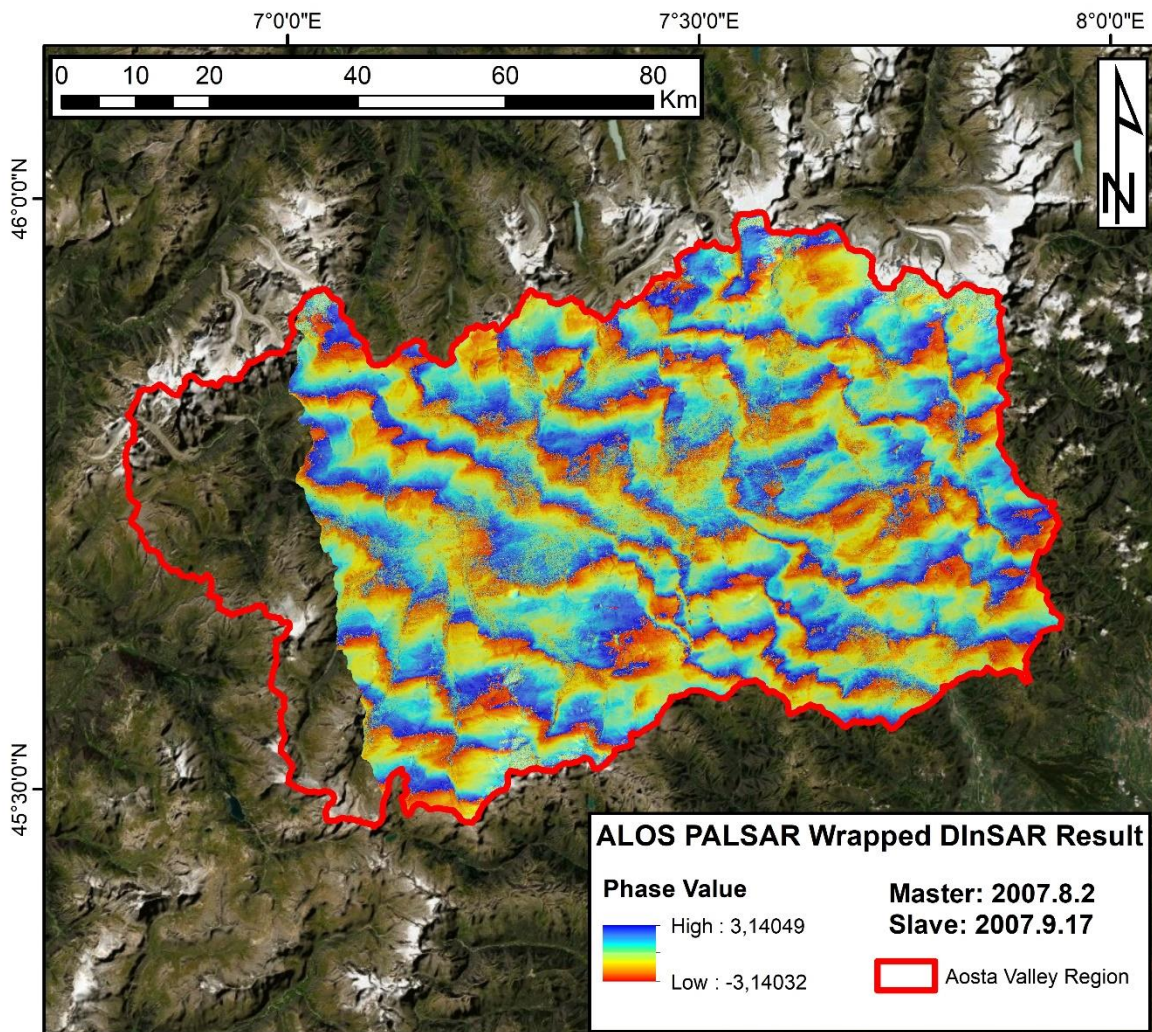 7°0'0"E
7°30'0"E
8°0'0"E
0
10
20
40
60
80
Km
N
46°0'0"N
45°30'0"N
ALOS PALSAR Wrapped DInSAR Result
Phase Value
High : 3,14049
Low : -3,14032
Master: 2007.8.2
Slave: 2007.9.17
Aosta Valley Region